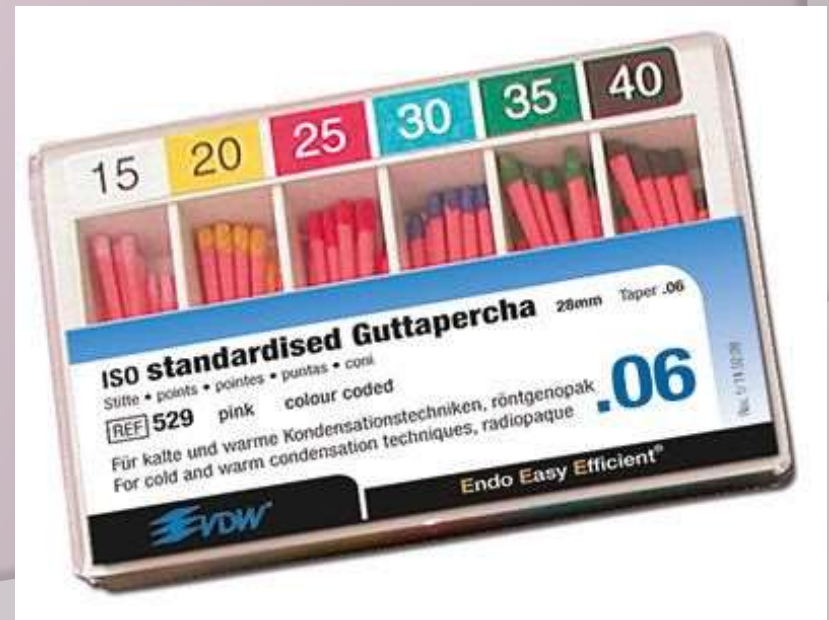 15 20 25 30 35 40
ISO standardised Guttapercha 28mm Taper .06
Stifte • points • pointes • puntas • coni
REF 529 pink colour coded
.06
Für kalte und warme Kondensationstechniken, röntgenopak
For cold and warm condensation techniques, radiopaque
Endo Easy Efficient®
VDW